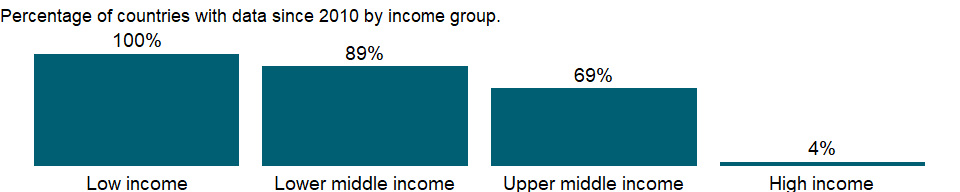 Percentage of countries with data since 2010 by income group.
100%
89%
69%
4%
Low income
Lower middle income
Upper middle income
High income